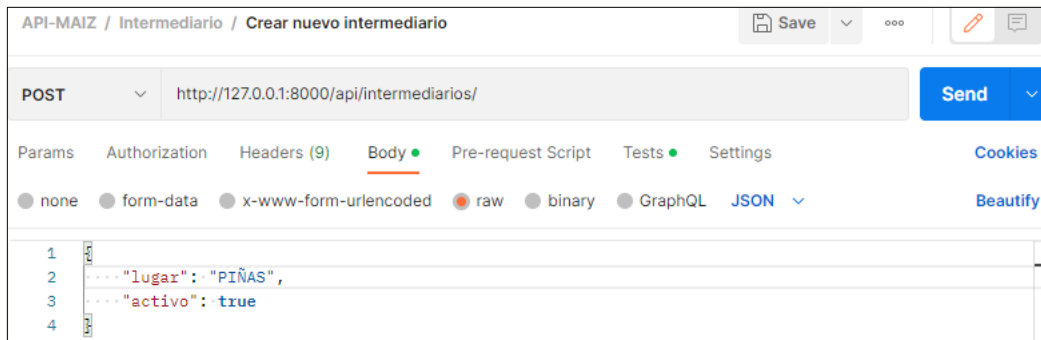 API-MAIZ / Intermediario / Crear nuevo intermediario Save ooo
POST http://127.0.0.1:8000/api/intermediarios/ Send
Params Authorization Headers (9) Body Pre-request Script Tests Settings Cookies
none form-data x-www-form-urlencoded raw binary GraphQL JSON Beautify
1 {
2 "lugar": "PIÑAS",
3 "activo": true
4 }